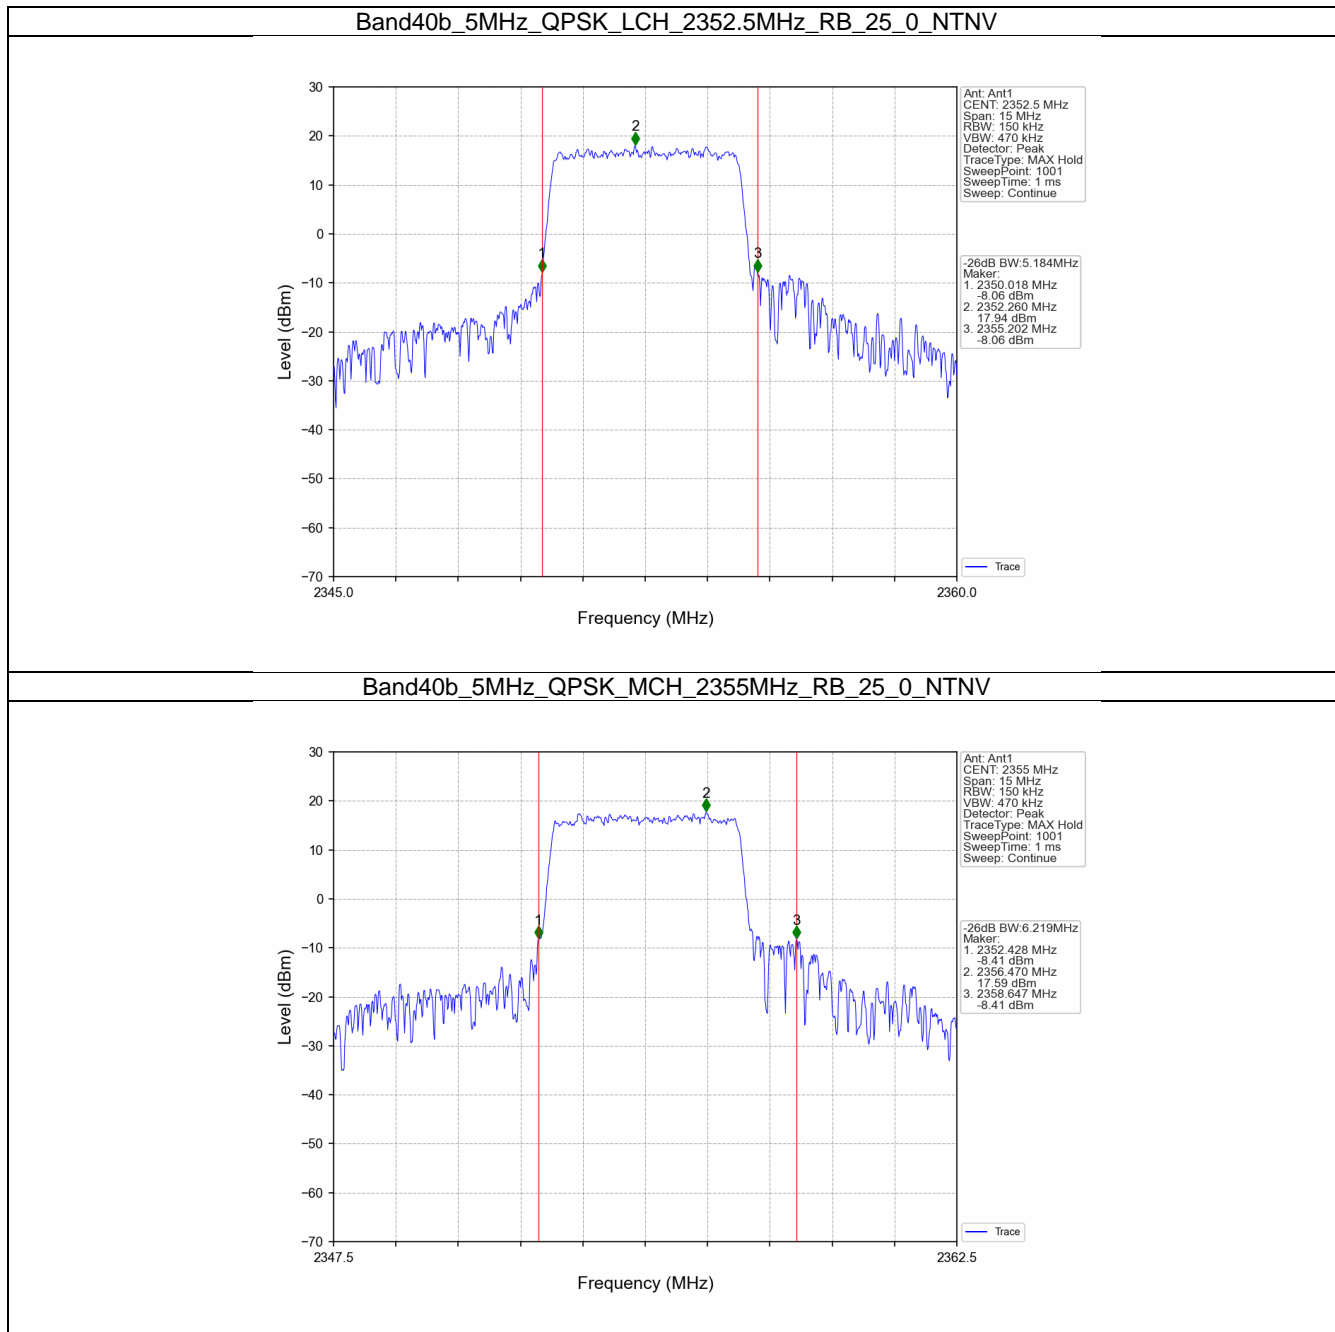 Band40b_5MHz_QPSK_LCH_2352.5MHz_RB_25_0_NTNV
30
20
10
0
−10
−20
−30
−40
−50
−60
−70
Level (dBm)
2345.0
2360.0
Frequency (MHz)
1
2
3
Ant: Ant1
CENT: 2352.5 MHz
Span: 15 MHz
RBW: 150 kHz
VBW: 470 kHz
Detector: Peak
TraceType: MAX Hold
SweepPoint: 1001
SweepTime: 1 ms
Sweep: Continue
-26dB BW:5.184MHz
Maker:
1. 2350.018 MHz
-8.06 dBm
2. 2352.260 MHz
17.94 dBm
3. 2355.202 MHz
-8.06 dBm
Trace
Band40b_5MHz_QPSK_MCH_2355MHz_RB_25_0_NTNV
30
20
10
0
−10
−20
−30
−40
−50
−60
−70
Level (dBm)
2347.5
2362.5
Frequency (MHz)
1
2
3
Ant: Ant1
CENT: 2355 MHz
Span: 15 MHz
RBW: 150 kHz
VBW: 470 kHz
Detector: Peak
TraceType: MAX Hold
SweepPoint: 1001
SweepTime: 1 ms
Sweep: Continue
-26dB BW:6.219MHz
Maker:
1. 2352.428 MHz
-8.41 dBm
2. 2356.470 MHz
17.59 dBm
3. 2358.647 MHz
-8.41 dBm
Trace